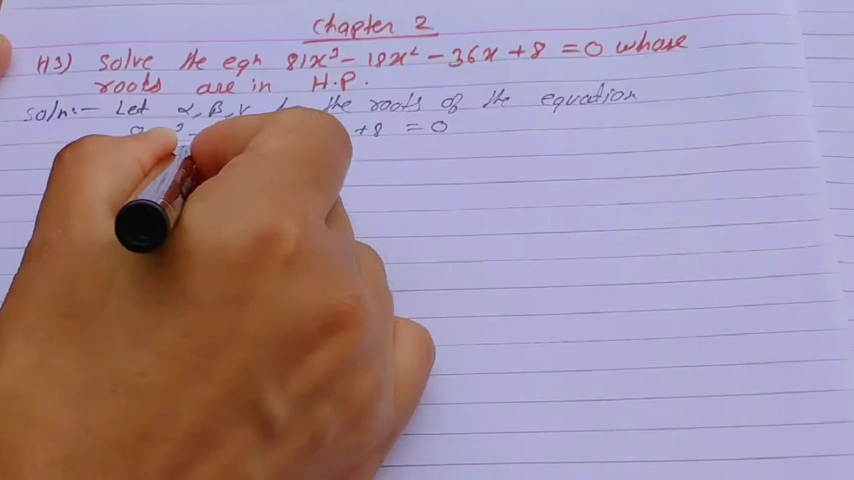 Chapter 2
H3) Solve the eqn 81x³ - 18x² - 36x + 8 = 0 whose
roots are in H.P.
Soln:- Let α, β, γ the roots of the equation
+8 = 0